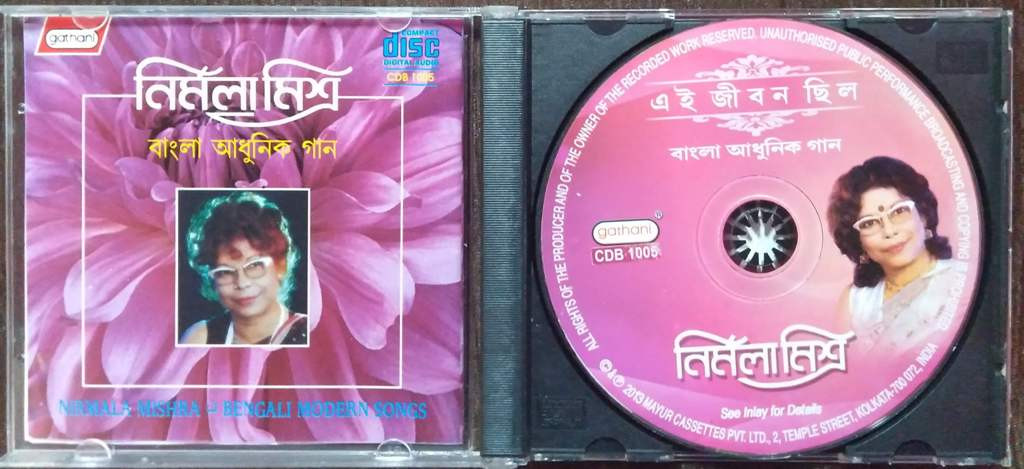 gathani
COMPACT
disc
DIGITAL AUDIO
CDB 1005
নির্মলা মিশ্র
বাংলা আধুনিক গান
NIRMALA MISHRA - BENGALI MODERN SONGS
ALL RIGHTS OF THE PRODUCER AND OF THE OWNER OF THE RECORDED WORK RESERVED. UNAUTHORISED PUBLIC PERFORMANCE BROADCASTING AND COPYING
এই জীবন ছিল
বাংলা আধুনিক গান
gathani®
CDB 1005
নির্মলা মিশ্র
See Inlay for Details
©&℗ 2013 MAYUR CASSETTES PVT. LTD., 2, TEMPLE STREET, KOLKATA-700 072, INDIA